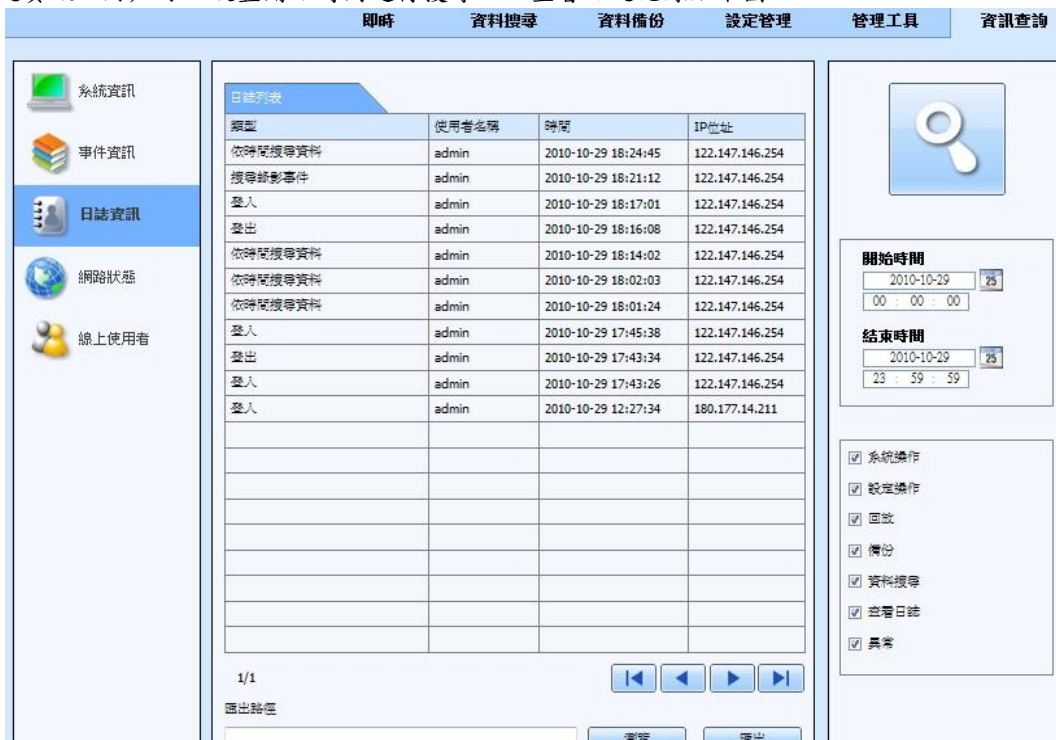 即時 資料搜尋 資料備份 設定管理 管理工具 資訊查詢
系統資訊
事件資訊
日誌資訊
網路狀態
線上使用者
日誌列表
類型 使用者名稱 時間 IP位址
依時間搜尋資料 admin 2010-10-29 18:24:45 122.147.146.254
搜尋錄影事件 admin 2010-10-29 18:21:12 122.147.146.254
登入 admin 2010-10-29 18:17:01 122.147.146.254
登出 admin 2010-10-29 18:16:08 122.147.146.254
依時間搜尋資料 admin 2010-10-29 18:14:02 122.147.146.254
依時間搜尋資料 admin 2010-10-29 18:02:03 122.147.146.254
依時間搜尋資料 admin 2010-10-29 18:01:24 122.147.146.254
登入 admin 2010-10-29 17:45:38 122.147.146.254
登出 admin 2010-10-29 17:43:34 122.147.146.254
登入 admin 2010-10-29 17:43:26 122.147.146.254
登入 admin 2010-10-29 12:27:34 180.177.14.211
1/1
匯出路徑
瀏覽 匯出
開始時間
2010-10-29 25
00 : 00 : 00
結束時間
2010-10-29 25
23 : 59 : 59
系統操作
設定操作
回放
備份
資料搜尋
查看日誌
異常